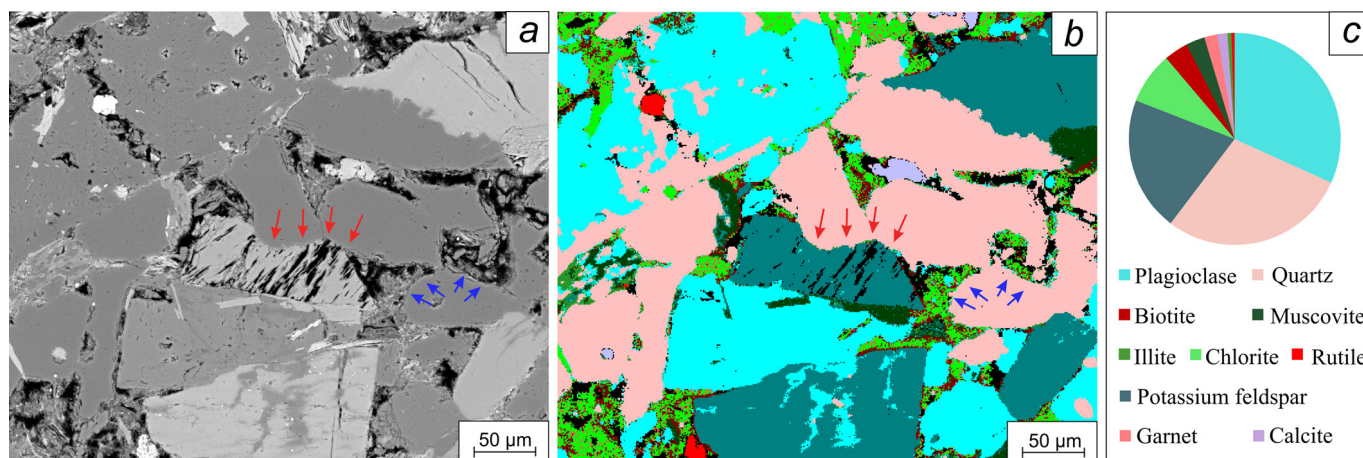 a
b
c
Plagioclase Quartz
Biotite Muscovite
Illite Chlorite Rutile
Potassium feldspar
Garnet Calcite
50 µm
50 µm